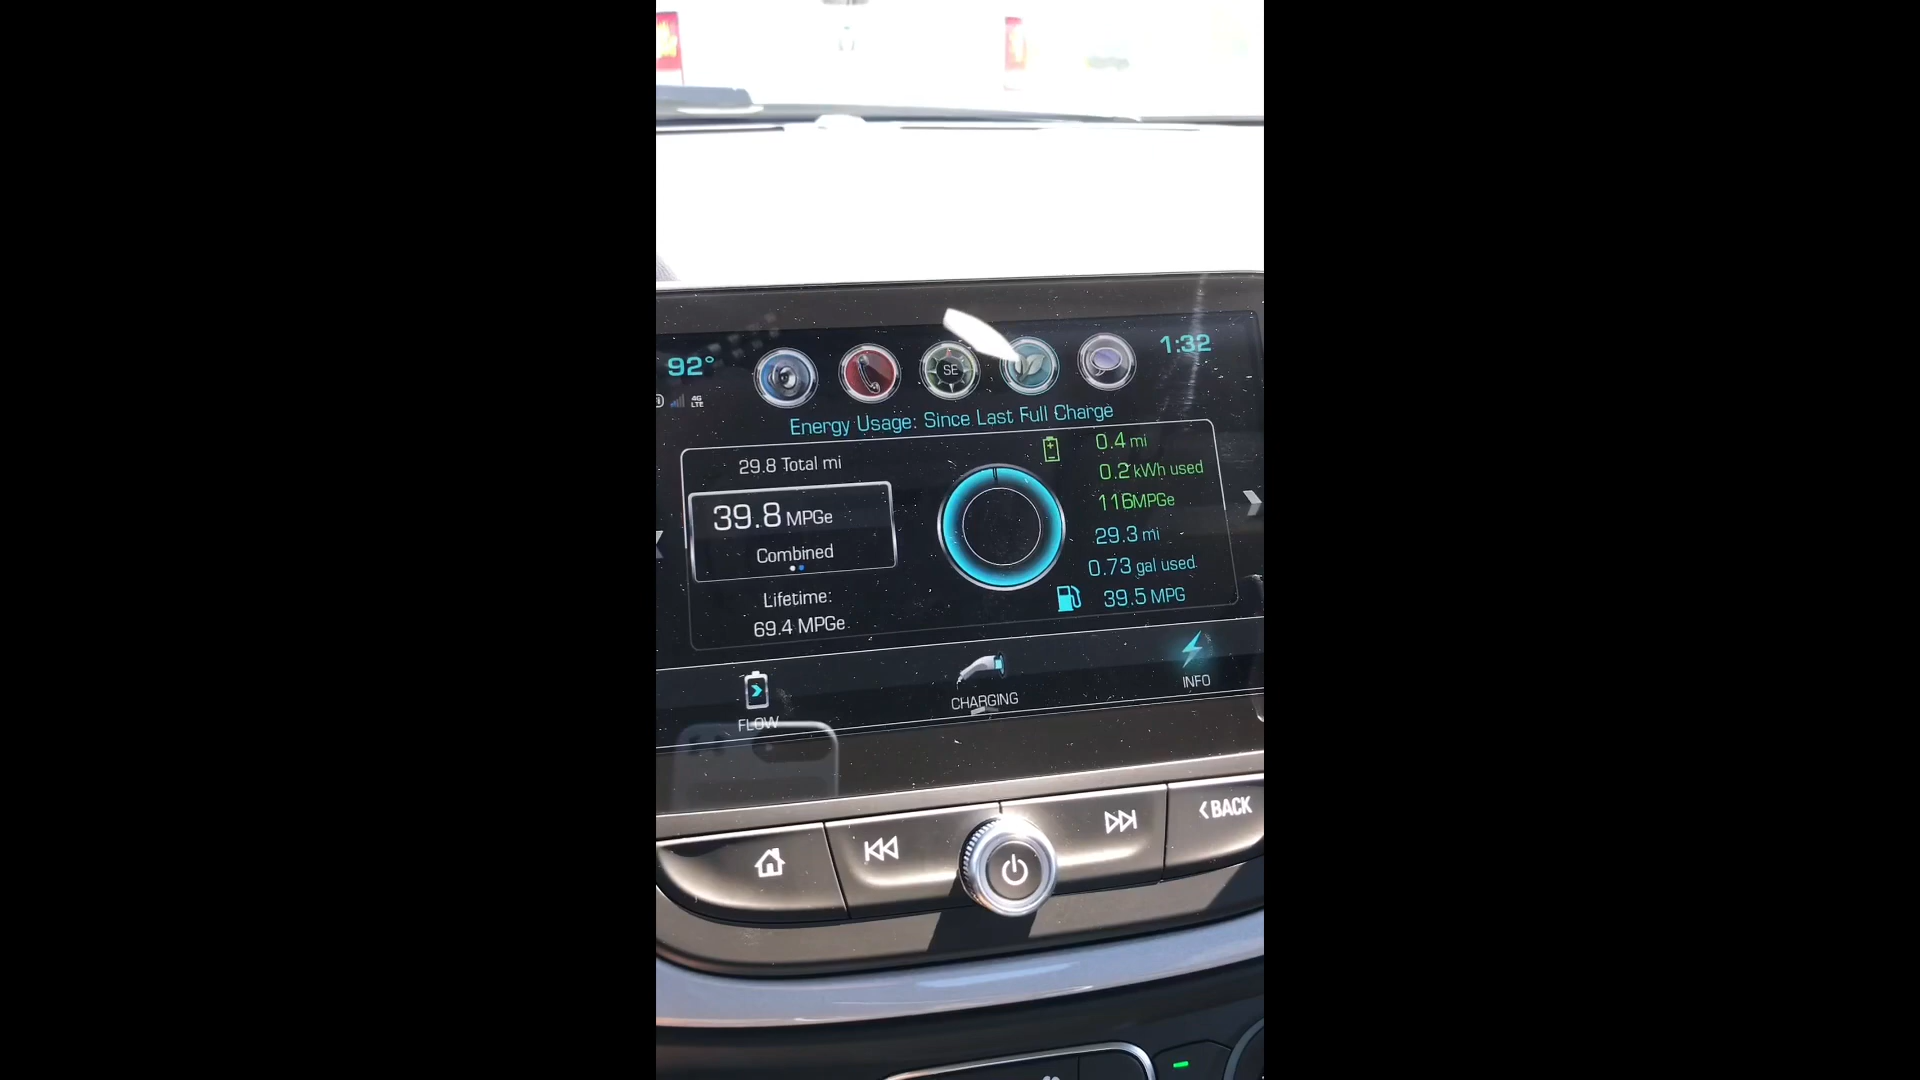 92°
1:32
4G
LTE
SE
Energy Usage: Since Last Full Charge
29.8 Total mi
39.8 MPGe
Combined
Lifetime:
69.4 MPGe
0.4 mi
0.2 kWh used
116MPGe
29.3 mi
0.73 gal used
39.5 MPG
FLOW
CHARGING
INFO
BACK